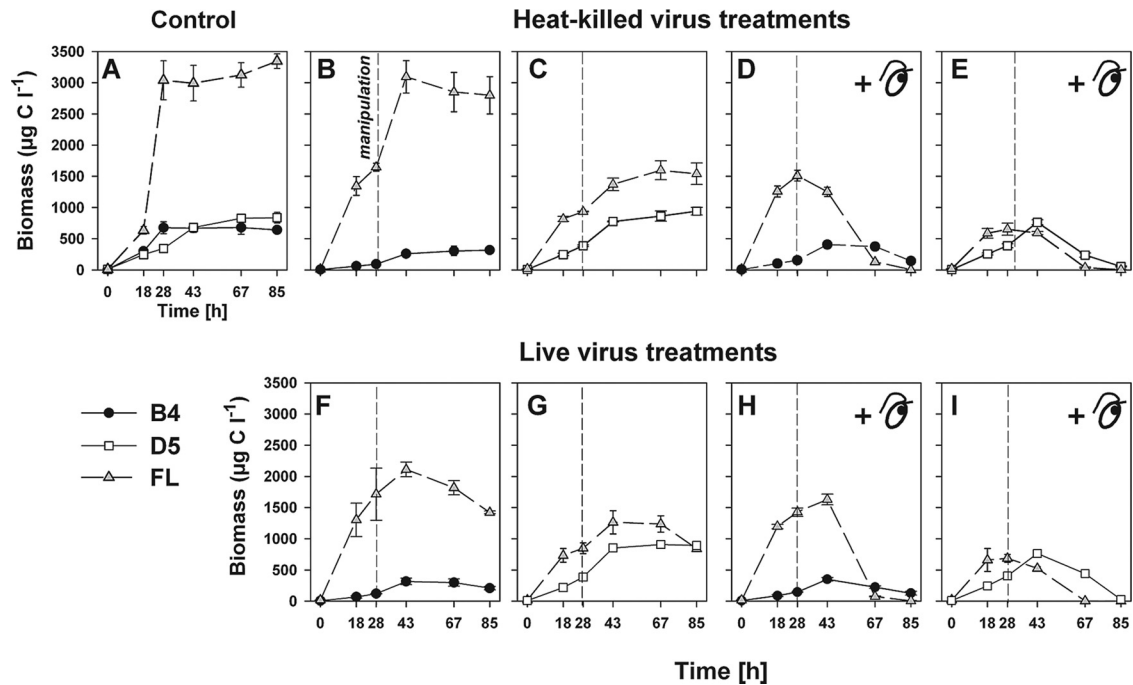 Control
Heat-killed virus treatments
Biomass (µg C l⁻¹)
3500
3000
2500
2000
1500
1000
500
0
A
B
manipulation
C
D
+
E
+
0 18 28 43 67 85
Time [h]
Live virus treatments
B4
D5
FL
Biomass (µg C l⁻¹)
3500
3000
2500
2000
1500
1000
500
0
F
G
H
+
I
+
0 18 28 43 67 85
0 18 28 43 67 85
0 18 28 43 67 85
0 18 28 43 67 85
Time [h]